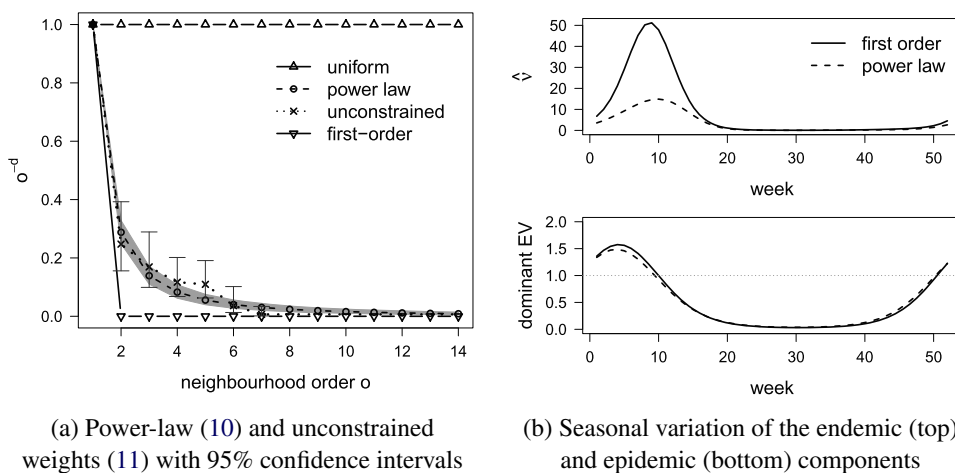 1.0
0.8
0.6
0.4
0.2
0.0
o⁻ᵈ
uniform
power law
unconstrained
first−order
2 4 6 8 10 12 14
neighbourhood order o
(a) Power-law (10) and unconstrained
weights (11) with 95% confidence intervals
50
40
30
20
10
0
ν̂
first order
power law
0 10 20 30 40 50
week
2.0
1.5
1.0
0.5
0.0
dominant EV
0 10 20 30 40 50
week
(b) Seasonal variation of the endemic (top)
and epidemic (bottom) components